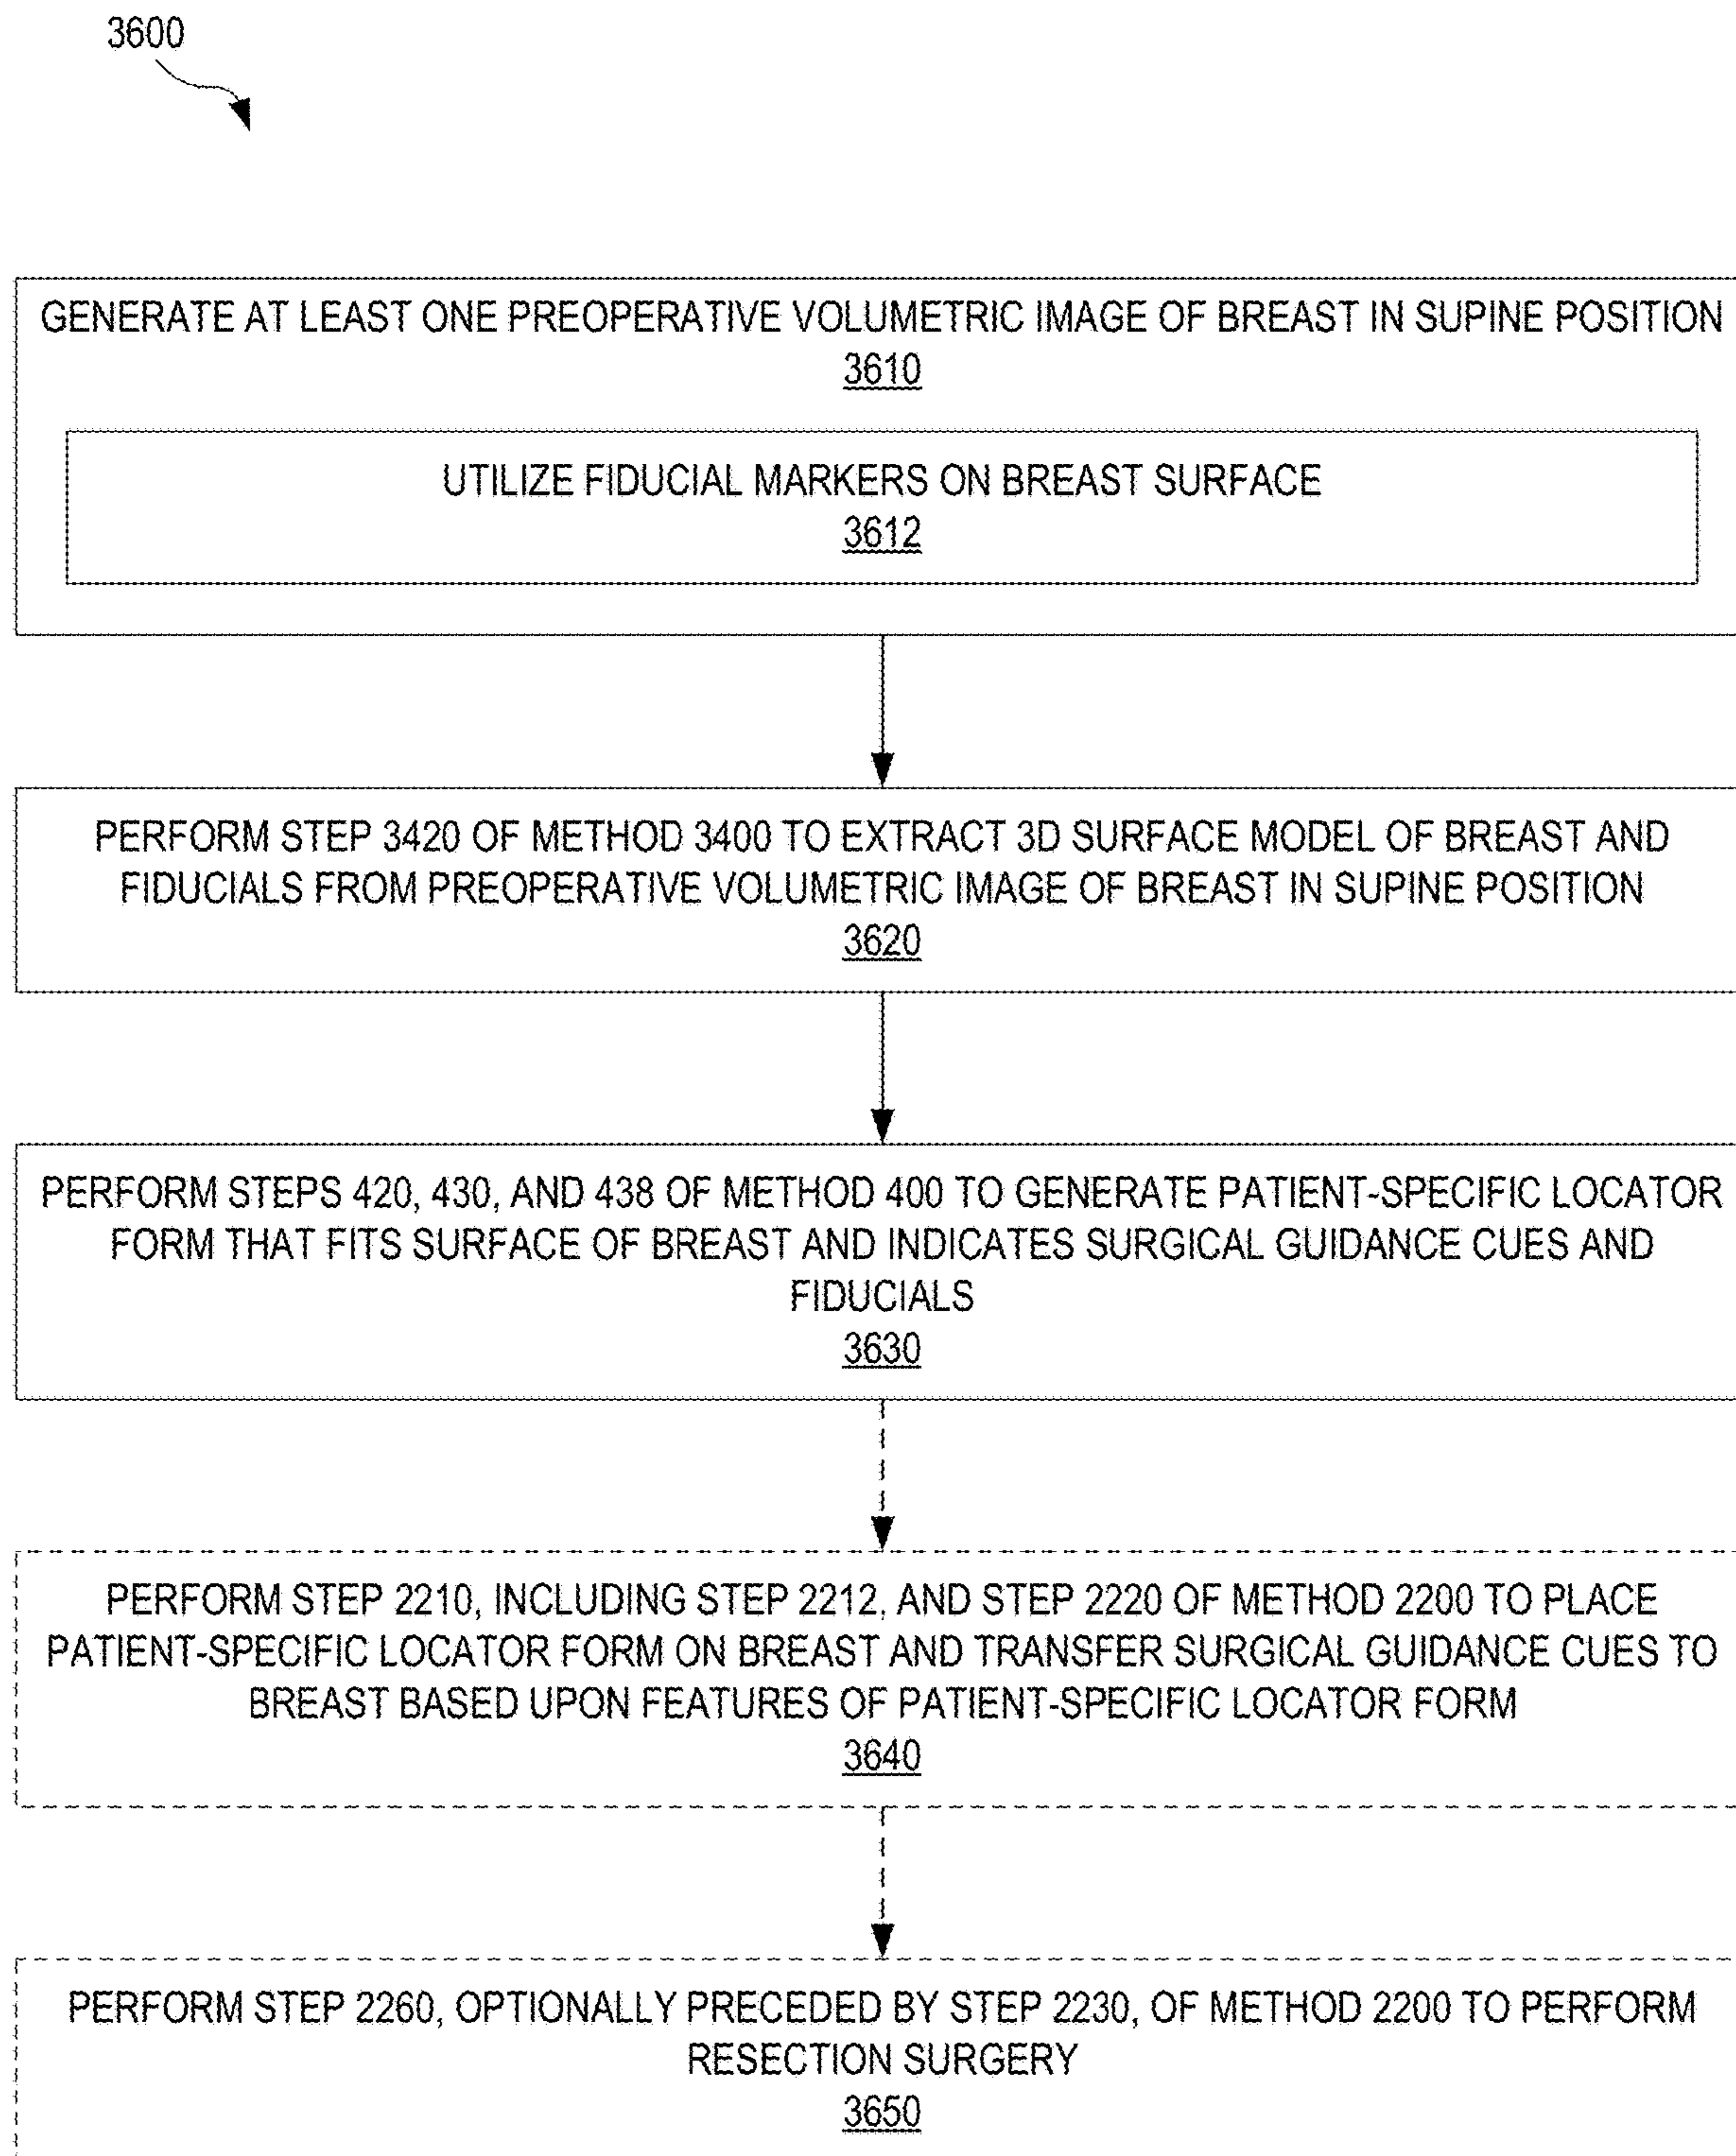 3600
GENERATE AT LEAST ONE PREOPERATIVE VOLUMETRIC IMAGE OF BREAST IN SUPINE POSITION
3610
UTILIZE FIDUCIAL MARKERS ON BREAST SURFACE
3612
PERFORM STEP 3420 OF METHOD 3400 TO EXTRACT 3D SURFACE MODEL OF BREAST AND
FIDUCIALS FROM PREOPERATIVE VOLUMETRIC IMAGE OF BREAST IN SUPINE POSITION
3620
PERFORM STEPS 420, 430, AND 438 OF METHOD 400 TO GENERATE PATIENT-SPECIFIC LOCATOR
FORM THAT FITS SURFACE OF BREAST AND INDICATES SURGICAL GUIDANCE CUES AND
FIDUCIALS
3630
PERFORM STEP 2210, INCLUDING STEP 2212, AND STEP 2220 OF METHOD 2200 TO PLACE
PATIENT-SPECIFIC LOCATOR FORM ON BREAST AND TRANSFER SURGICAL GUIDANCE CUES TO
BREAST BASED UPON FEATURES OF PATIENT-SPECIFIC LOCATOR FORM
3640
PERFORM STEP 2260, OPTIONALLY PRECEDED BY STEP 2230, OF METHOD 2200 TO PERFORM
RESECTION SURGERY
3650